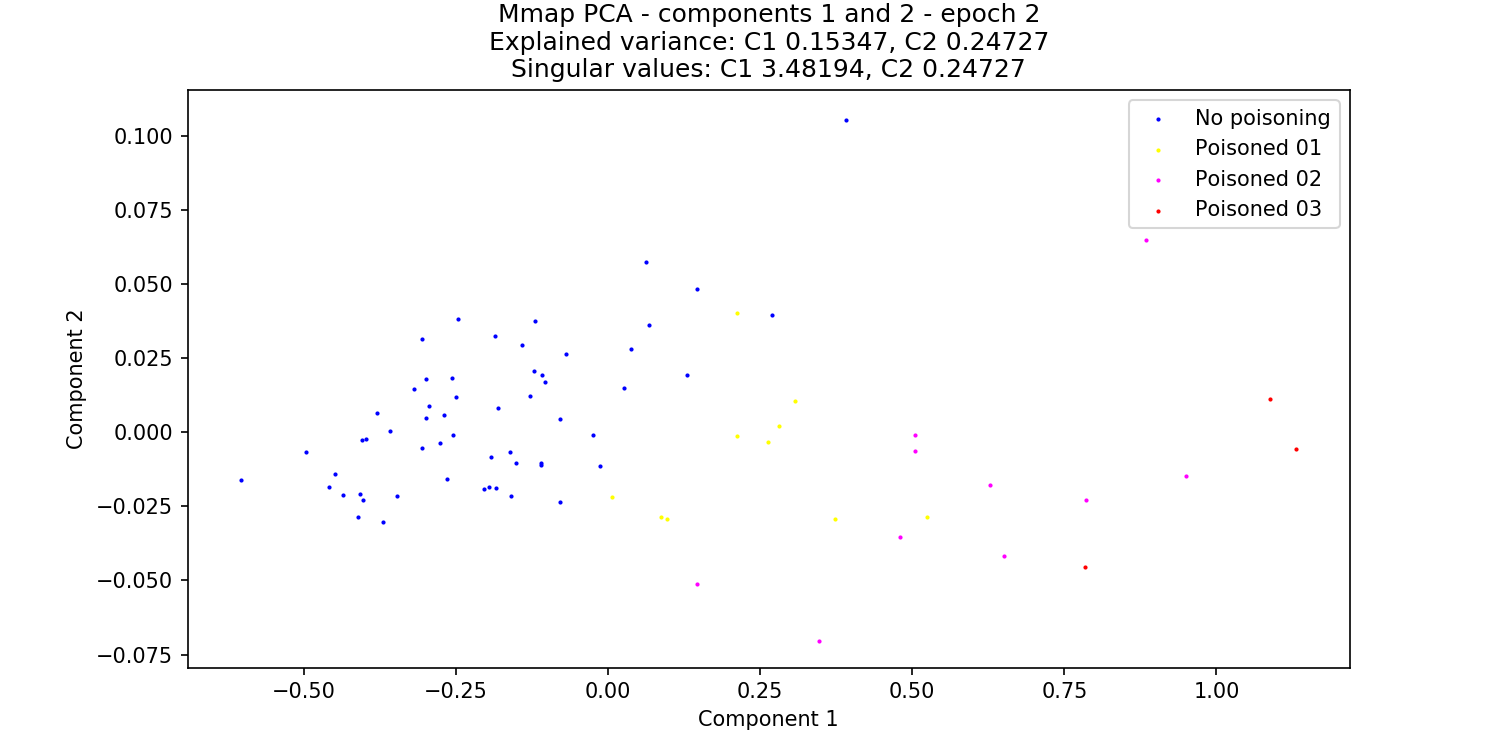 Mmap PCA - components 1 and 2 - epoch 2
Explained variance: C1 0.15347, C2 0.24727
Singular values: C1 3.48194, C2 0.24727
No poisoning
Poisoned 01
Poisoned 02
Poisoned 03
0.100
0.075
0.050
0.025
0.000
−0.025
−0.050
−0.075
Component 2
−0.50
−0.25
0.00
0.25
0.50
0.75
1.00
Component 1